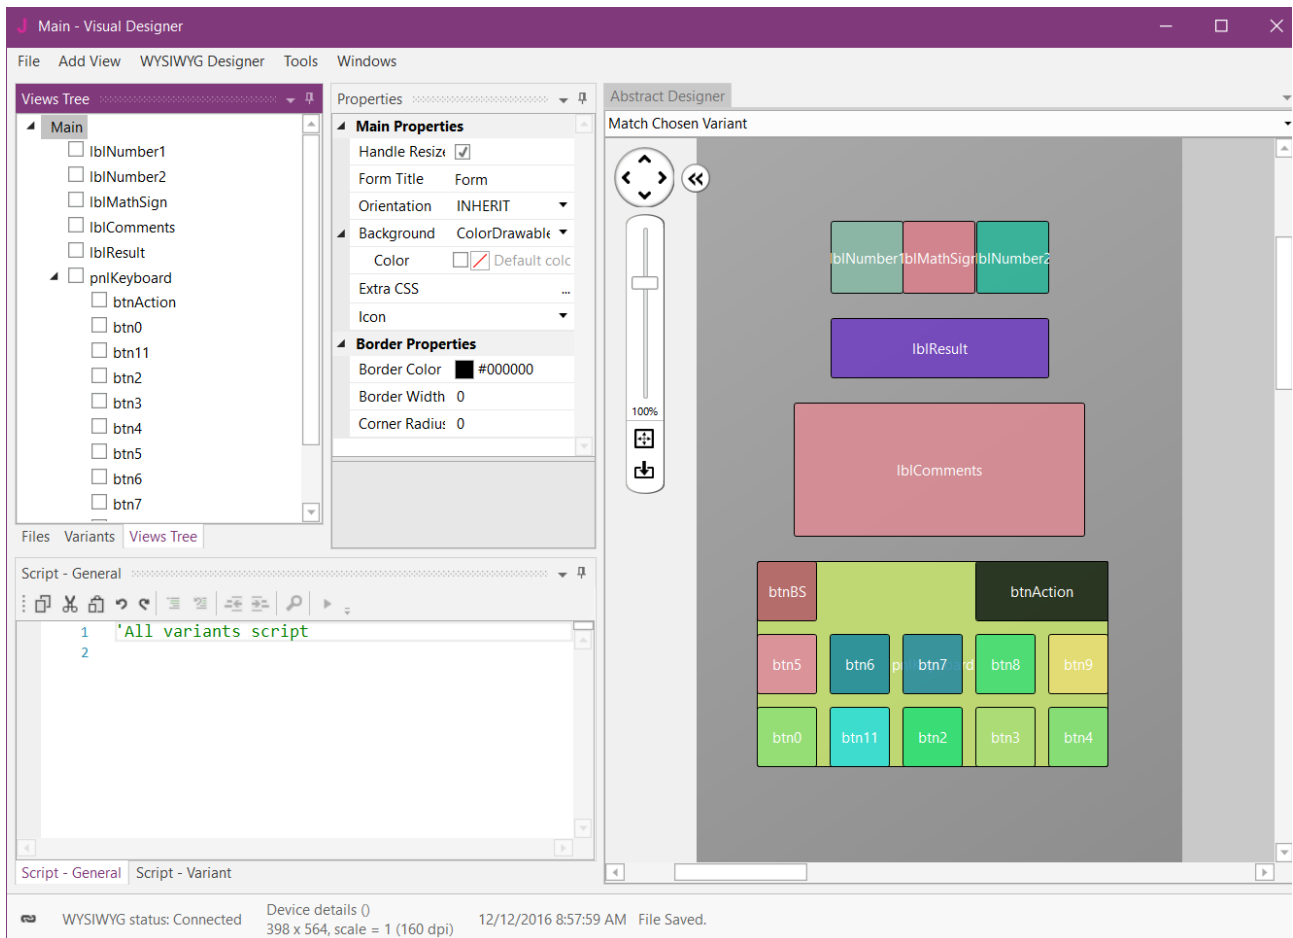 Main - Visual Designer
File Add View WYSIWYG Designer Tools Windows
Views Tree
Main
lblNumber1
lblNumber2
lblMathSign
lblComments
lblResult
pnlKeyboard
btnAction
btn0
btn11
btn2
btn3
btn4
btn5
btn6
btn7
Files Variants Views Tree
Properties
Main Properties
Handle Resize
Form Title Form
Orientation INHERIT
Background ColorDrawable
Color Default colc
Extra CSS ...
Icon
Border Properties
Border Color #000000
Border Width 0
Corner Radius 0
Abstract Designer
Match Chosen Variant
100%
lblNumber1 lblMathSign lblNumber2
lblResult
lblComments
btnBS btnAction
btn5 btn6 btn7 btn8 btn9
btn0 btn11 btn2 btn3 btn4
Script - General
1 'All variants script
2
Script - General Script - Variant
WYSIWYG status: Connected
Device details ()
398 x 564, scale = 1 (160 dpi)
12/12/2016 8:57:59 AM File Saved.